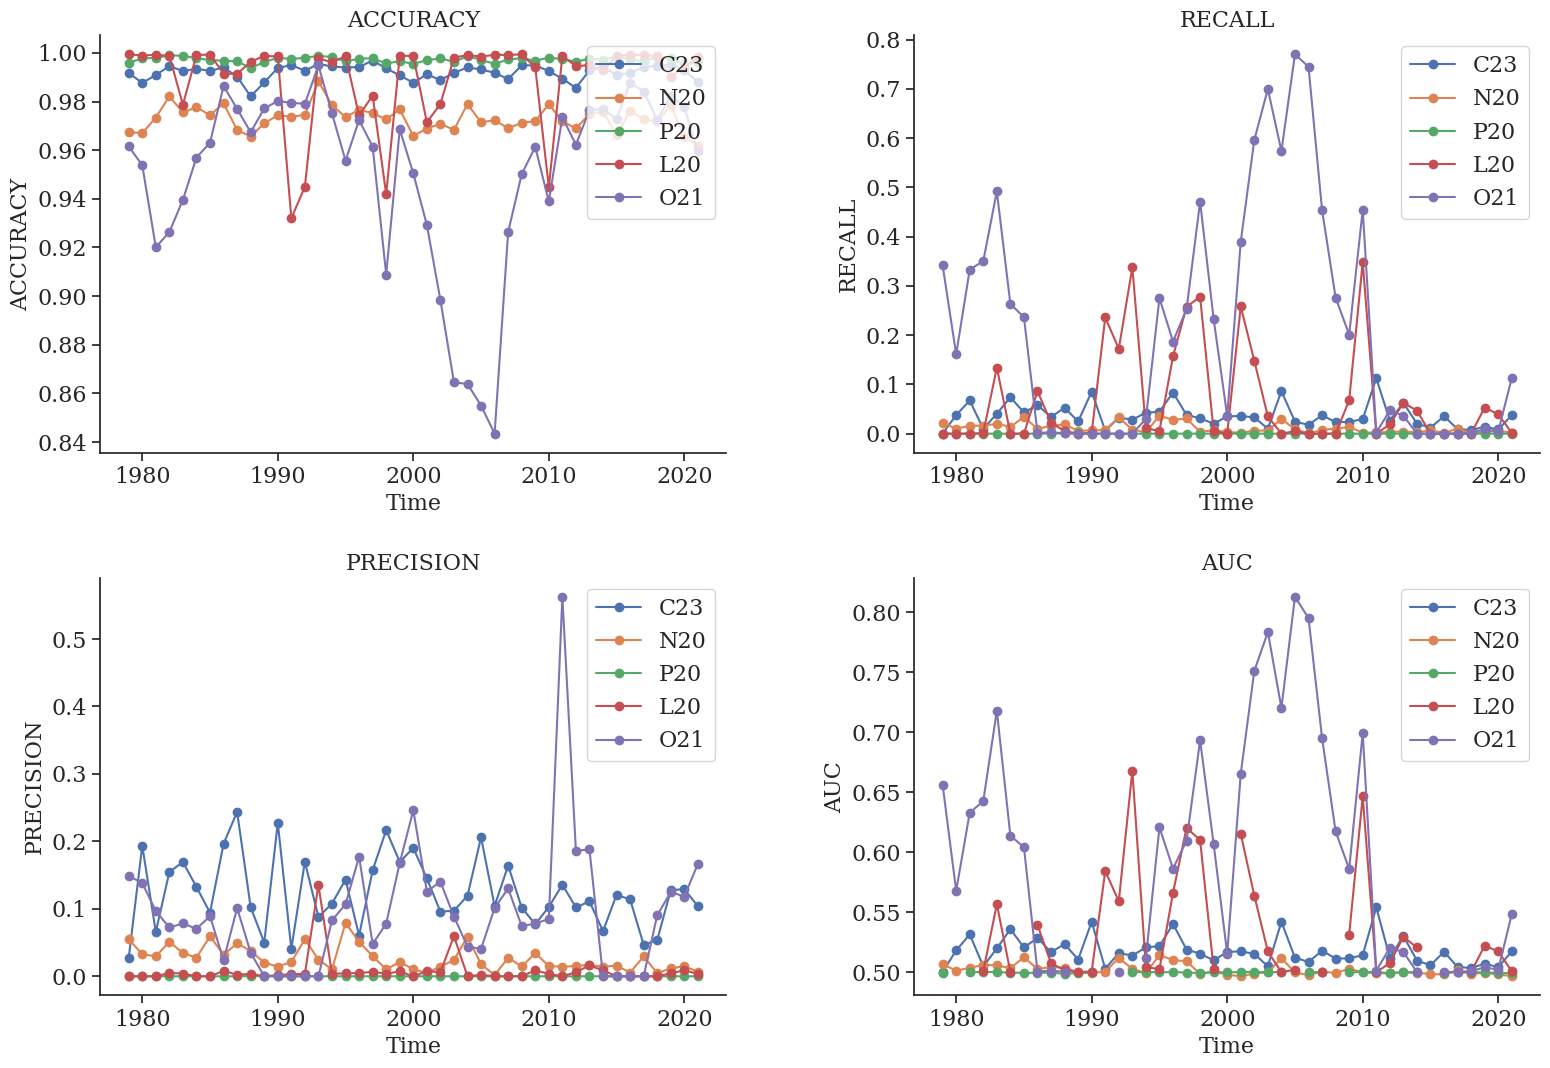 ACCURACY
ACCURACY
1.00
0.98
0.96
0.94
0.92
0.90
0.88
0.86
0.84
1980 1990 2000 2010 2020
Time
C23
N20
P20
L20
O21
RECALL
RECALL
0.8
0.7
0.6
0.5
0.4
0.3
0.2
0.1
0.0
1980 1990 2000 2010 2020
Time
C23
N20
P20
L20
O21
PRECISION
PRECISION
0.5
0.4
0.3
0.2
0.1
0.0
1980 1990 2000 2010 2020
Time
C23
N20
P20
L20
O21
AUC
AUC
0.80
0.75
0.70
0.65
0.60
0.55
0.50
1980 1990 2000 2010 2020
Time
C23
N20
P20
L20
O21